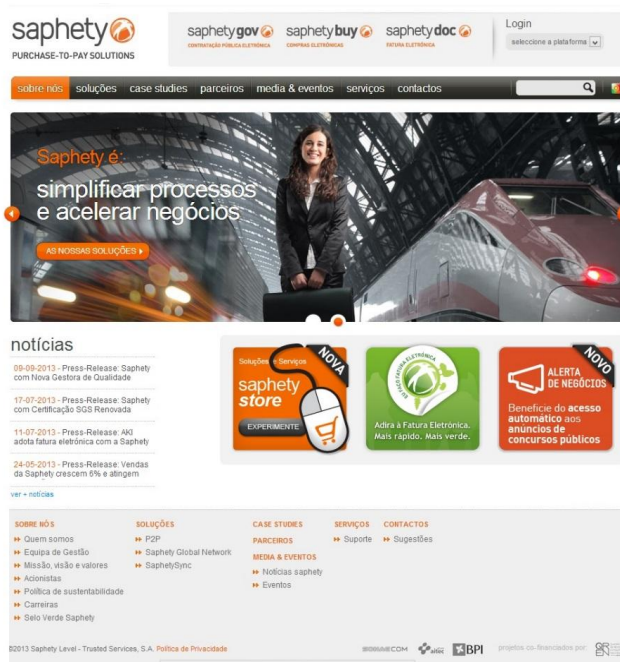 saphety
PURCHASE-TO-PAY SOLUTIONS
saphety gov
CONTRATAÇÃO PÚBLICA ELETRÓNICA
saphety buy
COMPRAS ELETRÓNICAS
saphety doc
FATURA ELETRÓNICA
Login
seleccione a plataforma
sobre nós soluções case studies parceiros media & eventos serviços contactos
Saphety é:
simplificar processos
e acelerar negócios
AS NOSSAS SOLUÇÕES
notícias
09-09-2013 - Press-Release: Saphety
com Nova Gestora de Qualidade
17-07-2013 - Press-Release: Saphety
com Certificação SGS Renovada
11-07-2013 - Press-Release: AKI
adota fatura eletrónica com a Saphety
24-05-2013 - Press-Release: Vendas
da Saphety crescem 6% e atingem
ver + notícias
Soluções e Serviços
NOVA
saphety
store
EXPERIMENTE
Adira à Fatura Eletrónica.
Mais rápido. Mais verde.
NOVO
ALERTA
DE NEGÓCIOS
Beneficie do acesso
automático aos
anúncios de
concursos públicos
SOBRE NÓS
Quem somos
Equipa de Gestão
Missão, visão e valores
Acionistas
Política de sustentabilidade
Carreiras
Selo Verde Saphety
SOLUÇÕES
P2P
Saphety Global Network
SaphetySync
CASE STUDIES
PARCEIROS
MEDIA & EVENTOS
Notícias saphety
Eventos
SERVIÇOS
Suporte
CONTACTOS
Sugestões
©2013 Saphety Level - Trusted Services, S.A. Política de Privacidade
aitec
BPI
projetos co-financiados por: